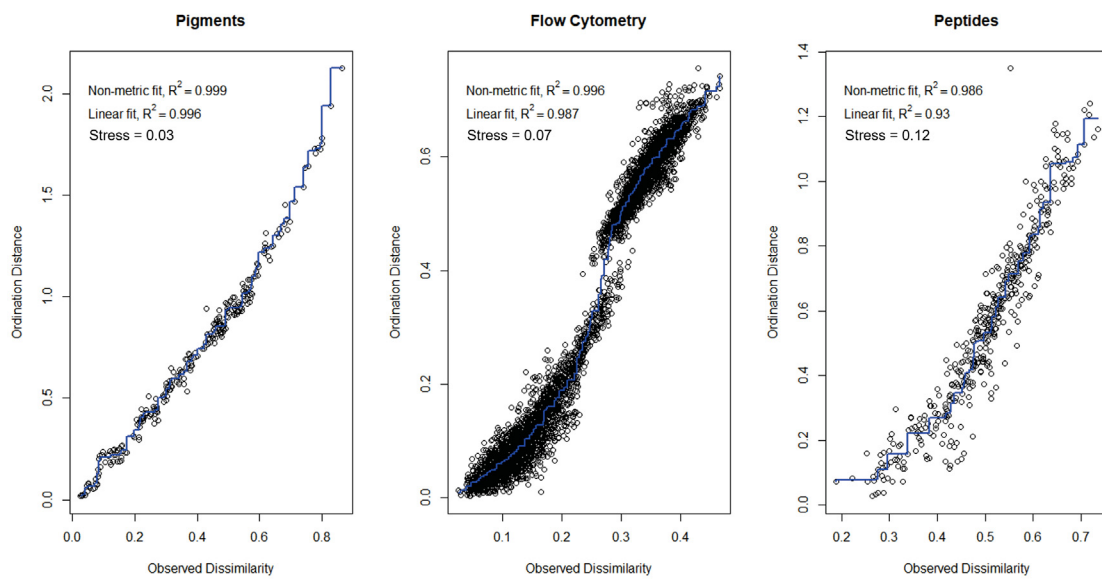 Pigments
Non-metric fit, R² = 0.999
Linear fit, R² = 0.996
Stress = 0.03
Ordination Distance
0.0
0.5
1.0
1.5
2.0
0.0 0.2 0.4 0.6 0.8
Observed Dissimilarity
Flow Cytometry
Non-metric fit, R² = 0.996
Linear fit, R² = 0.987
Stress = 0.07
Ordination Distance
0.0
0.2
0.4
0.6
0.1 0.2 0.3 0.4
Observed Dissimilarity
Peptides
Non-metric fit, R² = 0.986
Linear fit, R² = 0.93
Stress = 0.12
Ordination Distance
0.0
0.2
0.4
0.6
0.8
1.0
1.2
1.4
0.2 0.3 0.4 0.5 0.6 0.7
Observed Dissimilarity